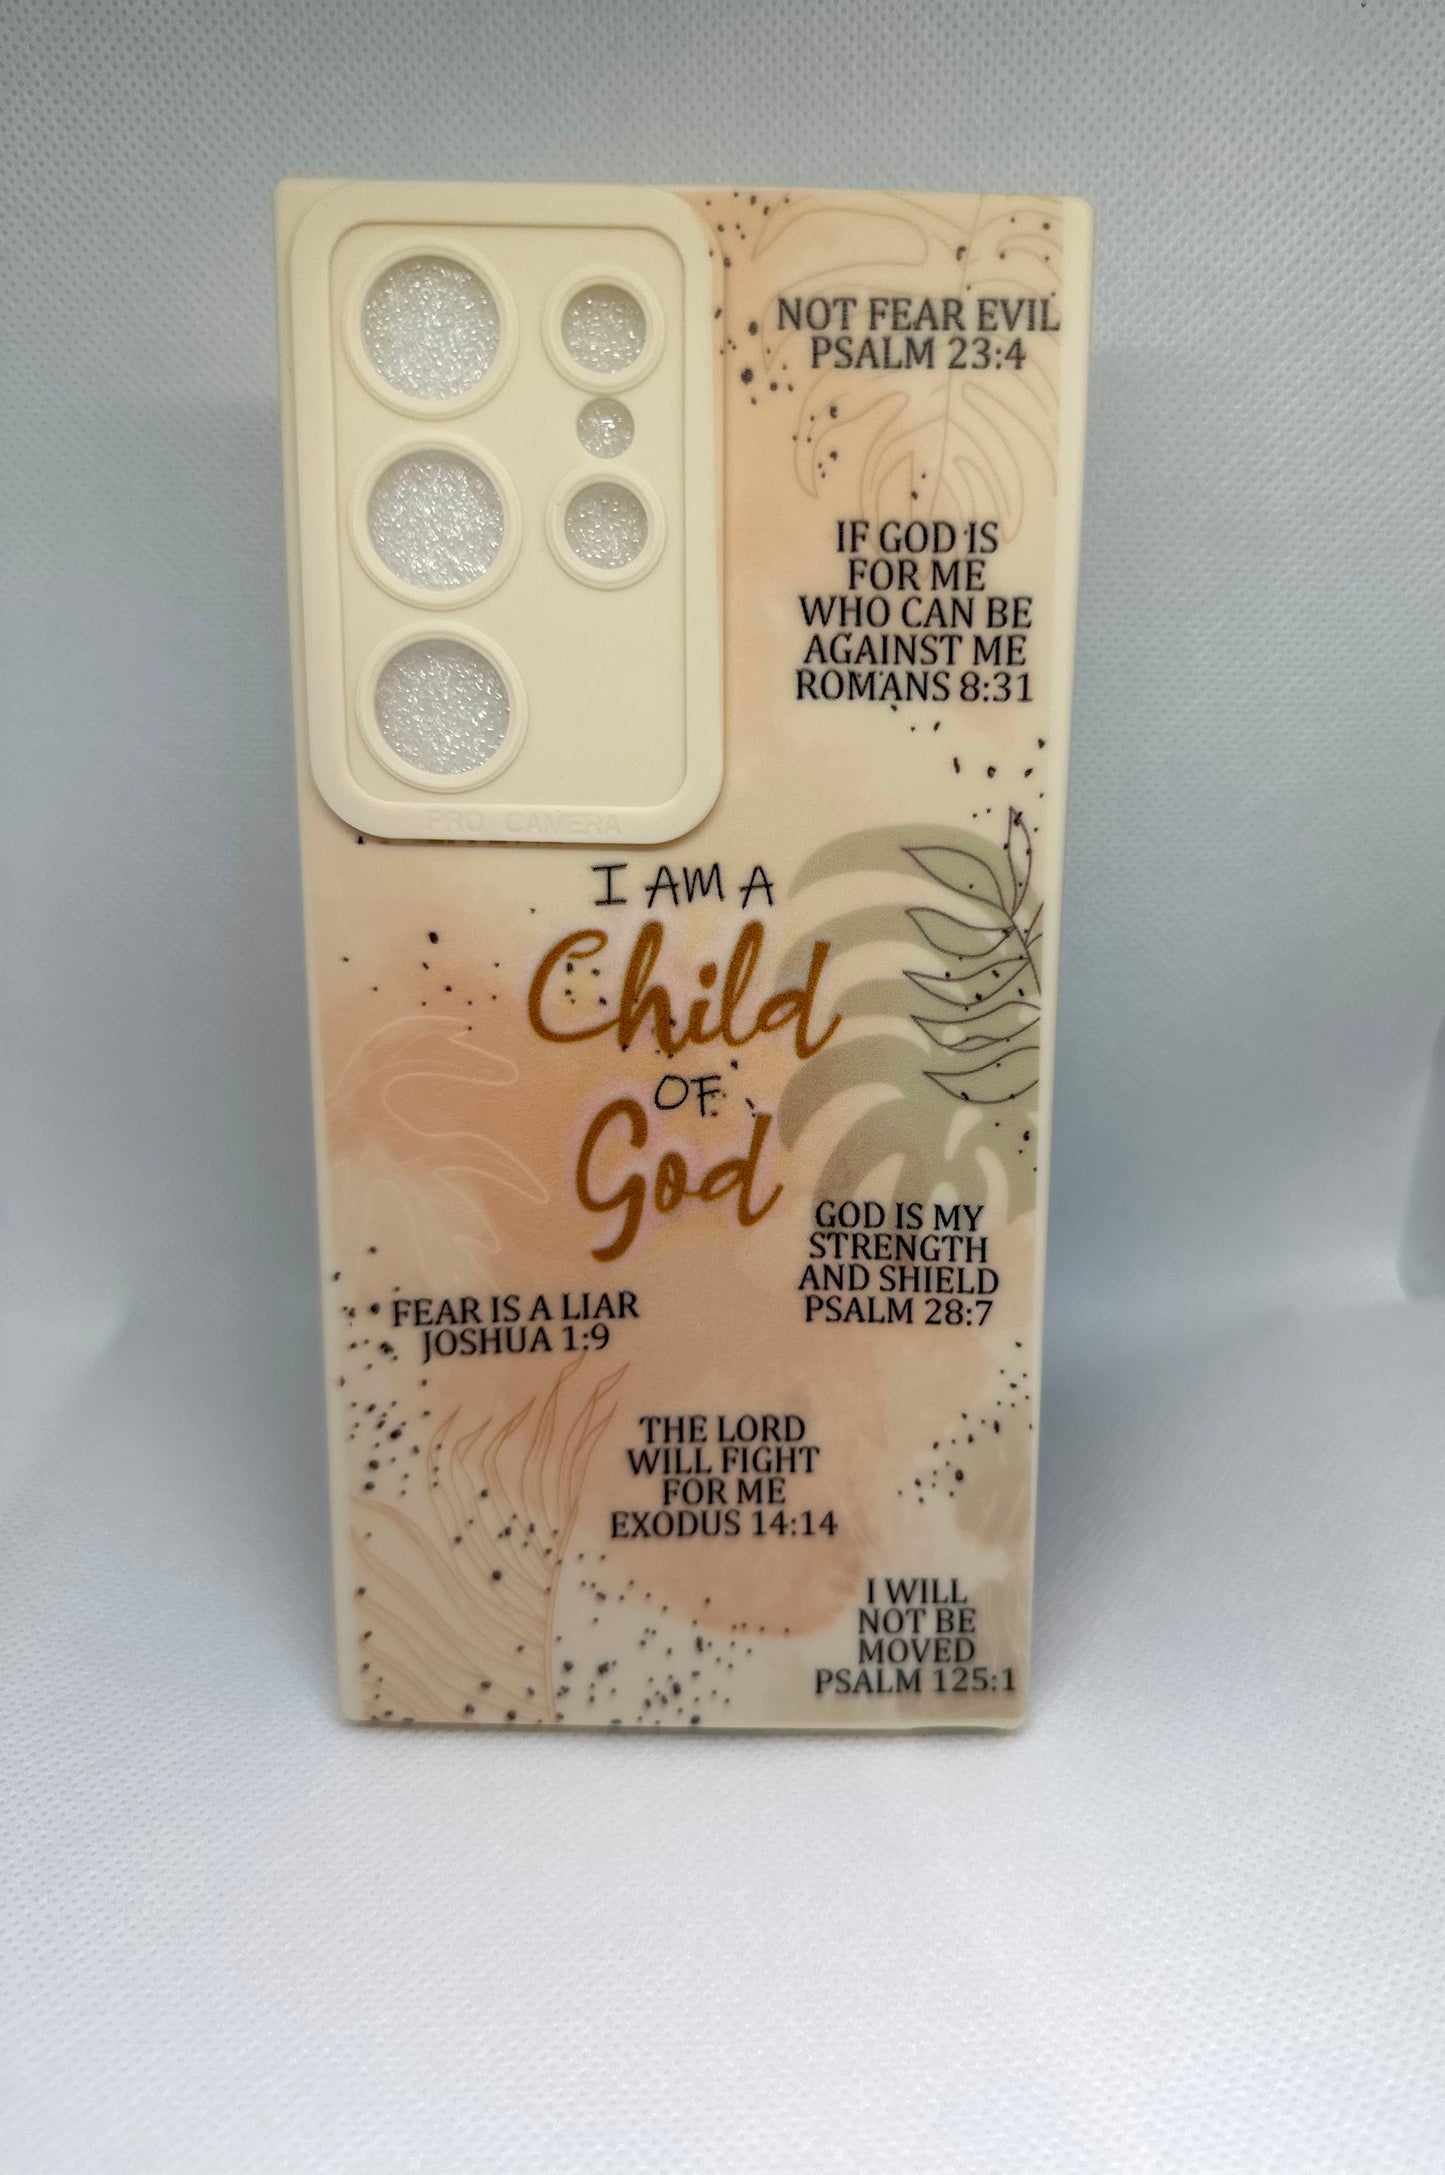 NOT FEAR EVIL
PSALM 23:4
IF GOD IS
FOR ME
WHO CAN BE
AGAINST ME
ROMANS 8:31
PRO CAMERA
I AM A
Child
OF
God
GOD IS MY
STRENGTH
AND SHIELD
PSALM 28:7
FEAR IS A LIAR
JOSHUA 1:9
THE LORD
WILL FIGHT
FOR ME
EXODUS 14:14
I WILL
NOT BE
MOVED
PSALM 125:1